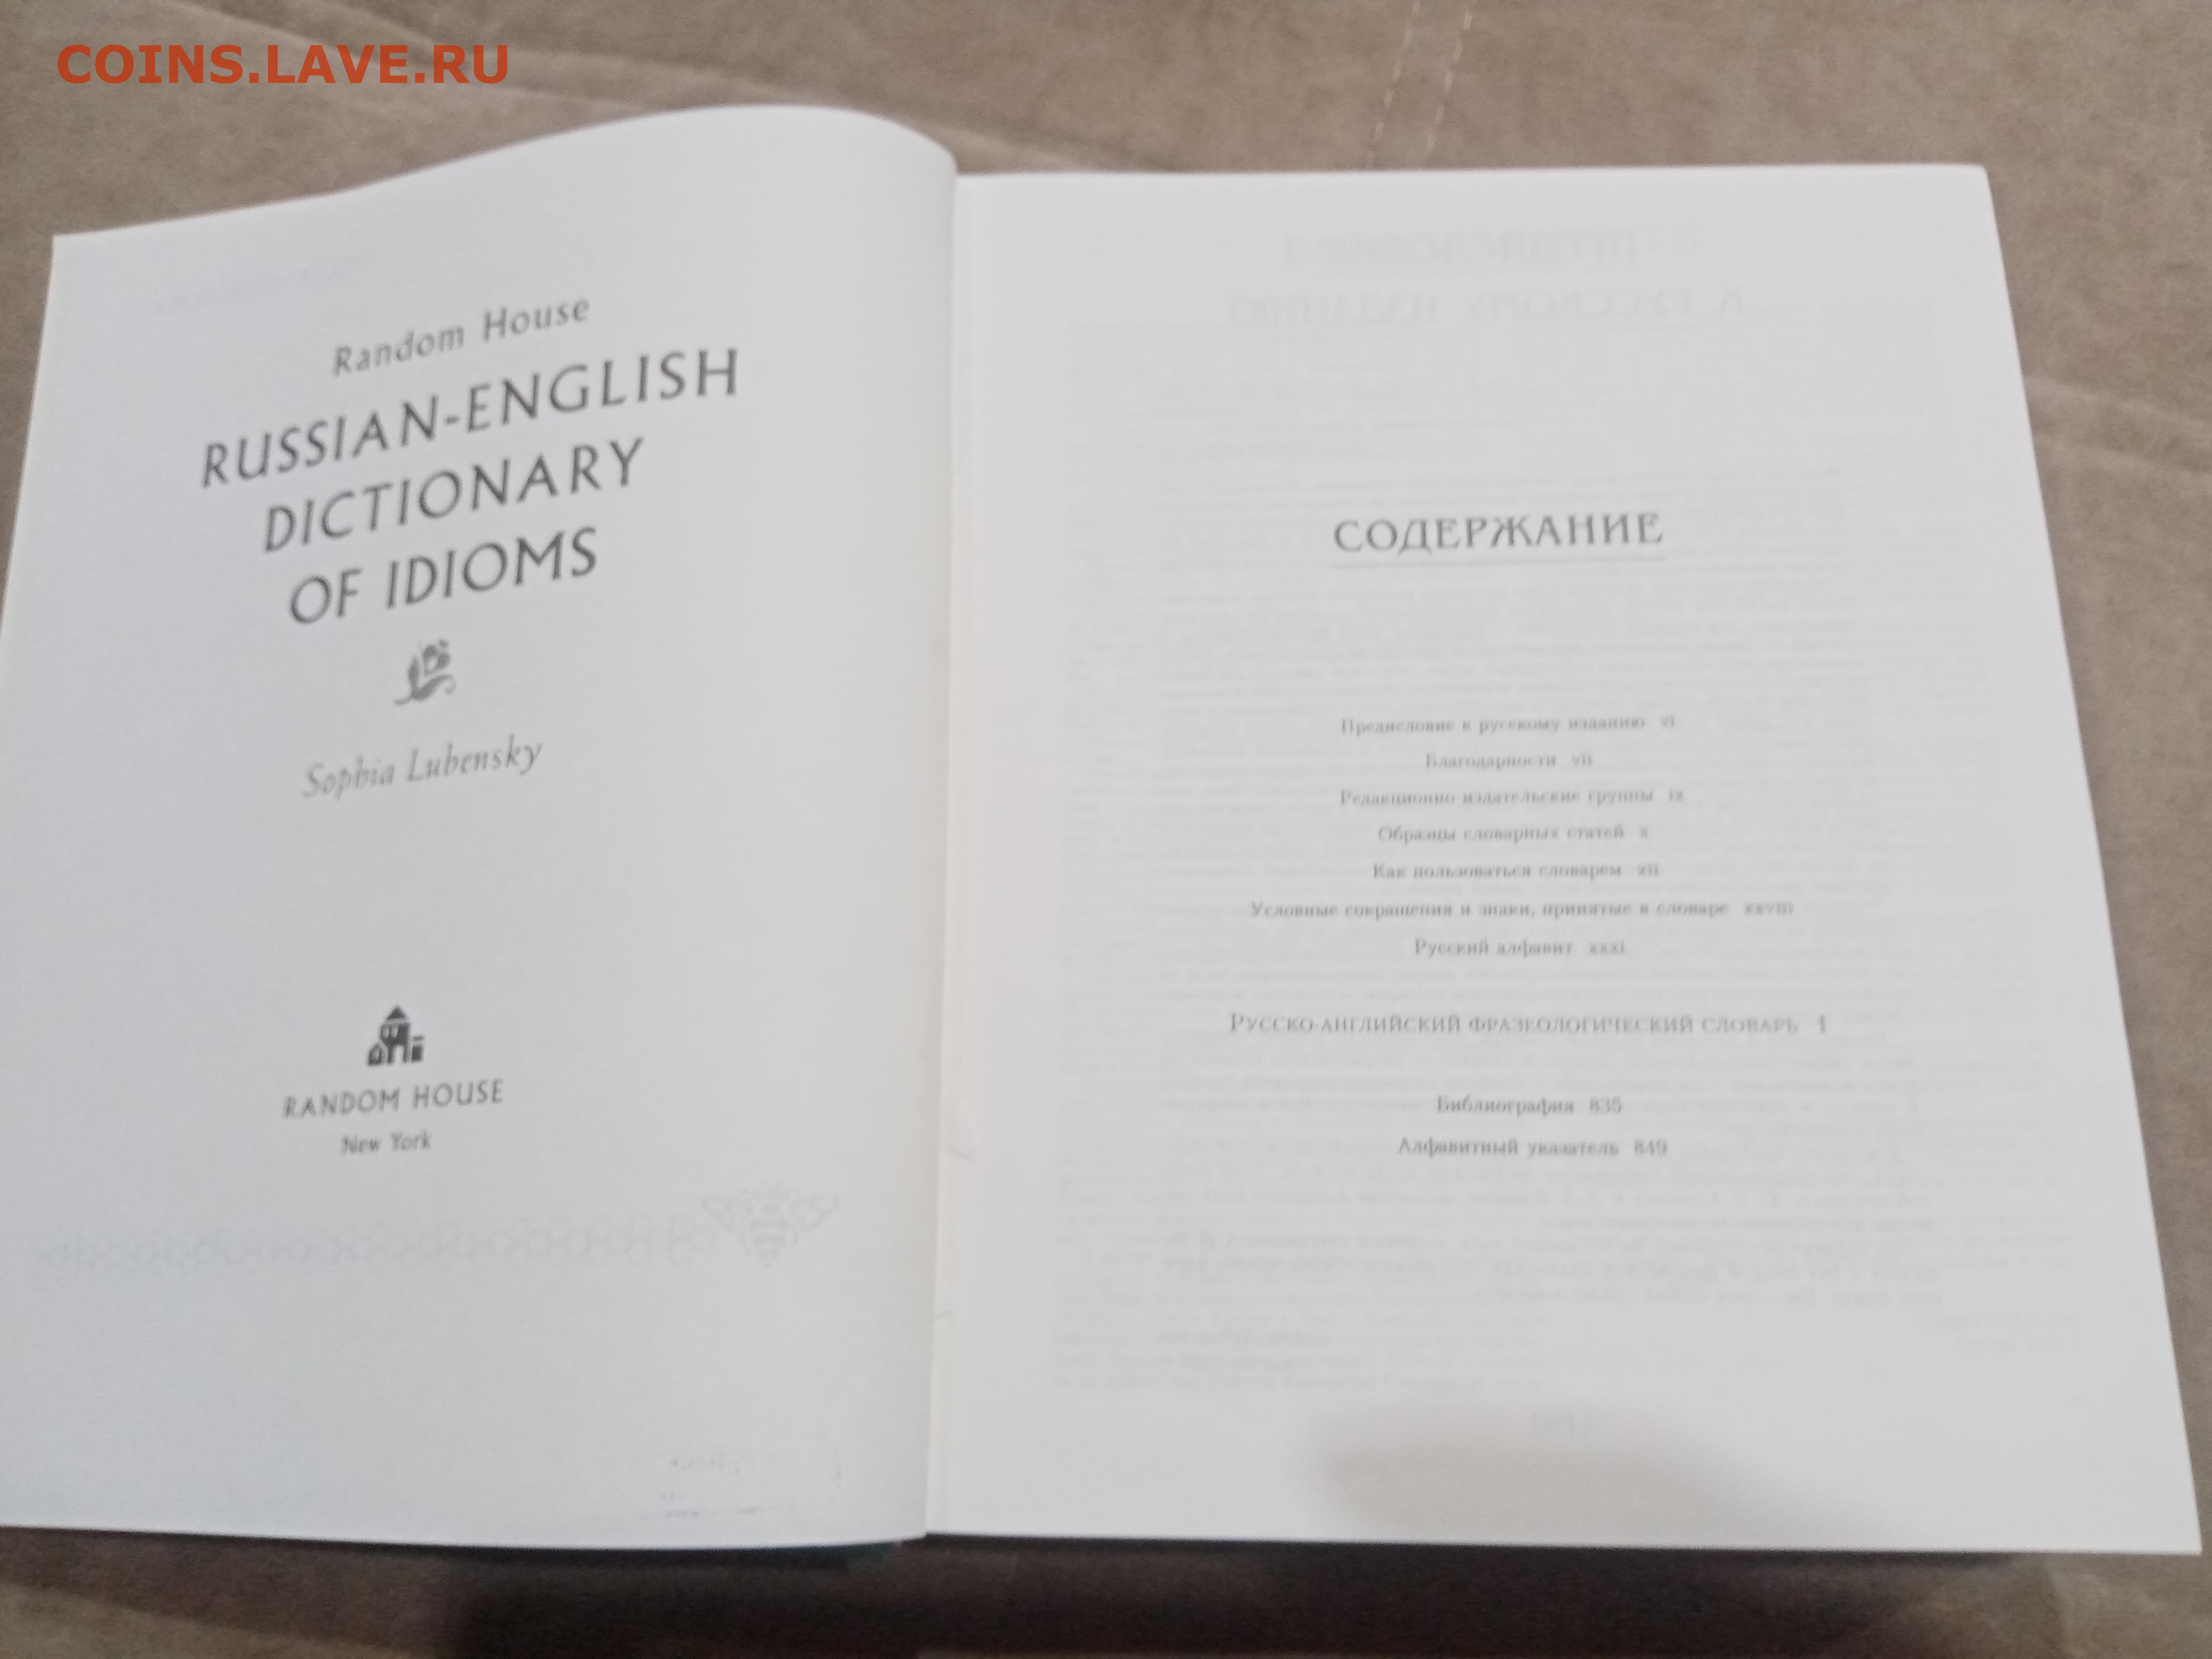 COINS.LAVE.RU
Random House
RUSSIAN-ENGLISH
DICTIONARY
OF IDIOMS
Sophia Lubensky
RANDOM HOUSE
New York
СОДЕРЖАНИЕ
Предисловие к русскому изданию vi
Благодарности vii
Редакционно-издательские группы ix
Образцы словарных статей x
Как пользоваться словарем xii
Условные сокращения и знаки, принятые в словаре xxviii
Русский алфавит xxxi
РУССКО-АНГЛИЙСКИЙ ФРАЗЕОЛОГИЧЕСКИЙ СЛОВАРЬ 1
Библиография 835
Алфавитный указатель 849